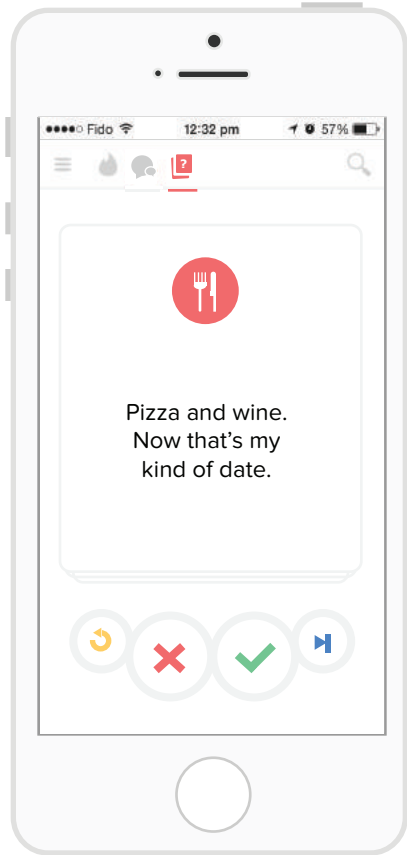 Fido 12:32 pm 57%
?
Pizza and wine.
Now that's my
kind of date.